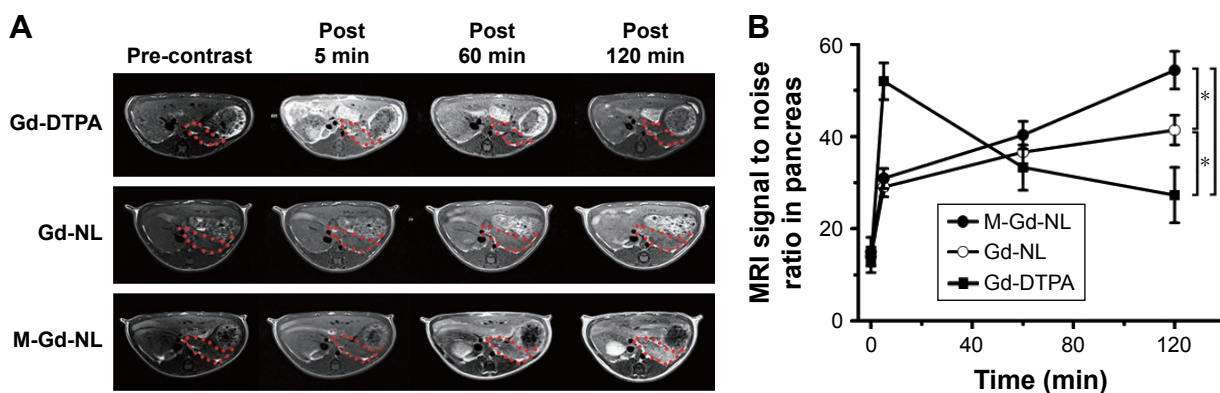 A
Pre-contrast
Post
5 min
Post
60 min
Post
120 min
Gd-DTPA
Gd-NL
M-Gd-NL
B
MRI signal to noise
ratio in pancreas
60
40
20
0
*
*
M-Gd-NL
Gd-NL
Gd-DTPA
0
40
80
120
Time (min)